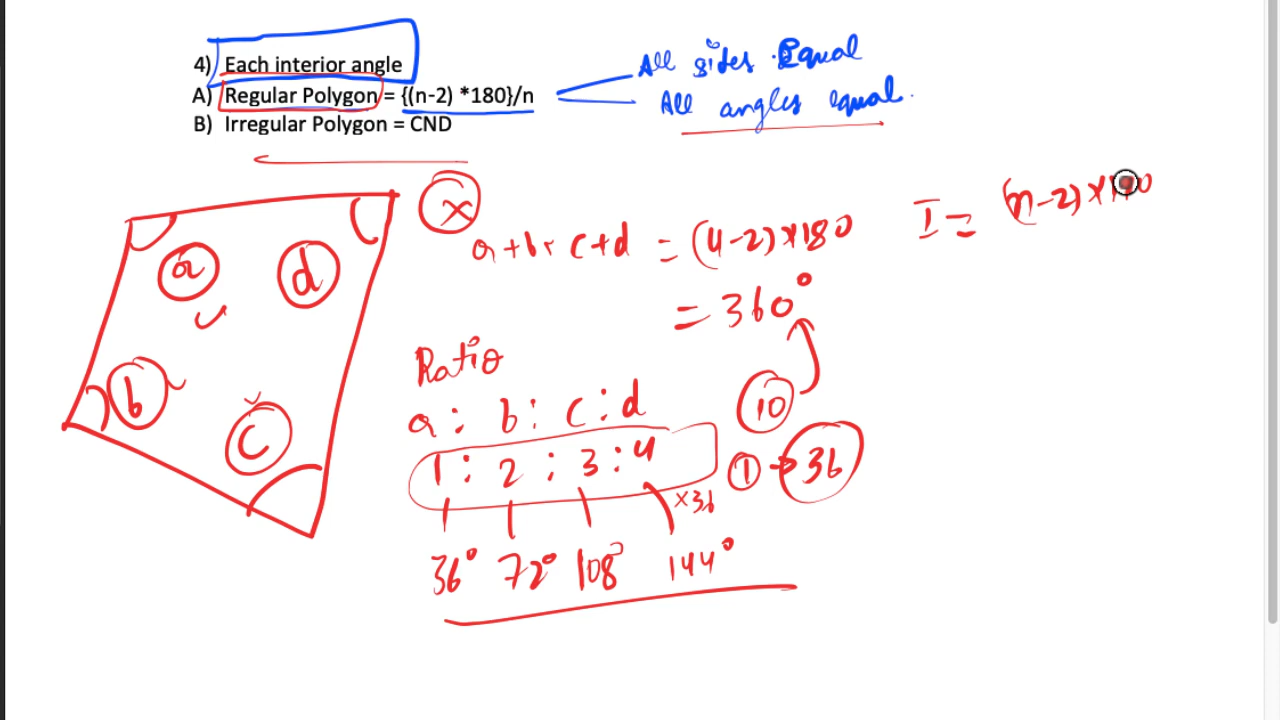 4) Each interior angle
A) Regular Polygon = {(n-2) *180}/n
B) Irregular Polygon = CND
All sides Equal
All angles equal.
x
a+b+c+d = (4-2)×180
= 360°
I = (n-2)×180
a
d
b
c
Ratio
a : b : c : d
1 : 2 : 3 : 4
10
1 → 36
×36
36° 72° 108° 144°